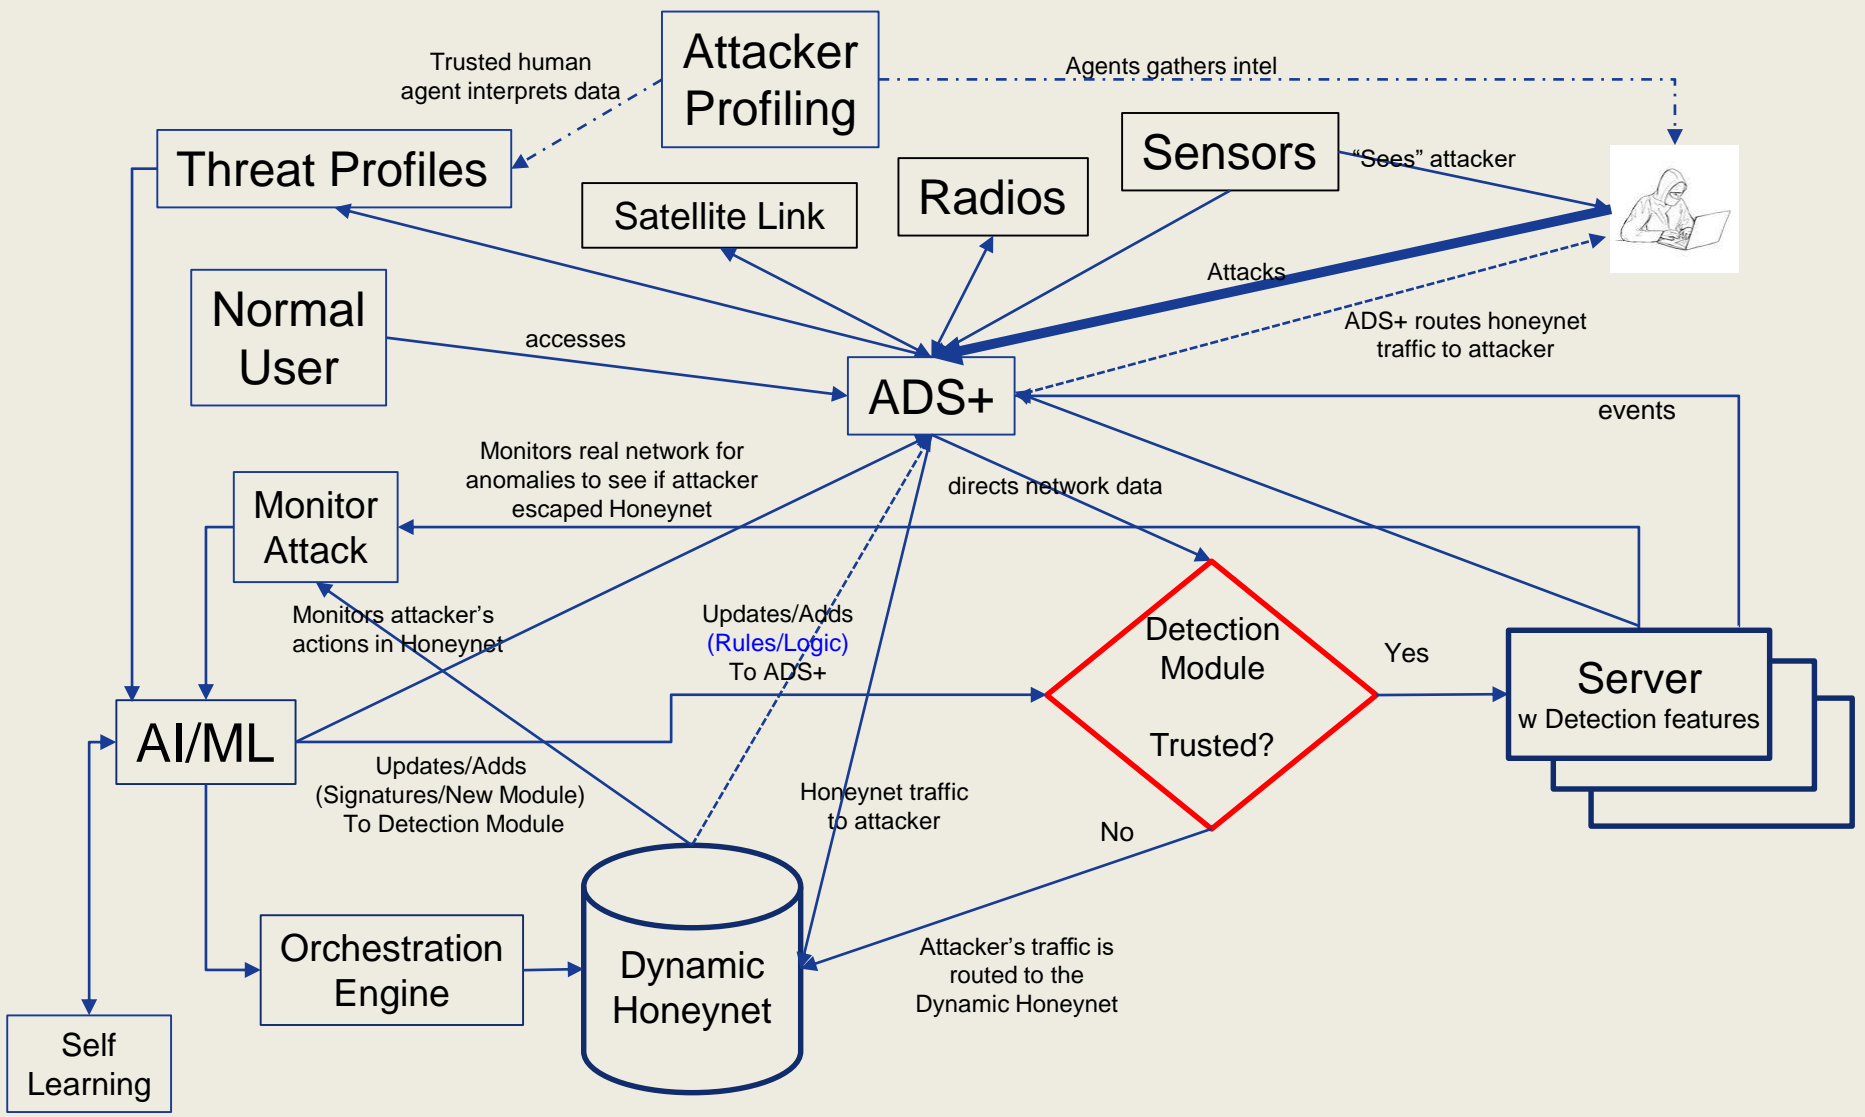 Attacker
Profiling
Trusted human
agent interprets data
Agents gathers intel
Threat Profiles
Satellite Link
Radios
Sensors
“Sees” attacker
Attacks
ADS+ routes honeynet
traffic to attacker
Normal
User
accesses
ADS+
events
Monitors real network for
anomalies to see if attacker
escaped Honeynet
directs network data
Monitor
Attack
Monitors attacker’s
actions in Honeynet
Updates/Adds
(Rules/Logic)
To ADS+
Detection
Module
Trusted?
Yes
Server
w Detection features
AI/ML
Updates/Adds
(Signatures/New Module)
To Detection Module
Honeynet traffic
to attacker
No
Orchestration
Engine
Dynamic
Honeynet
Attacker’s traffic is
routed to the
Dynamic Honeynet
Self
Learning